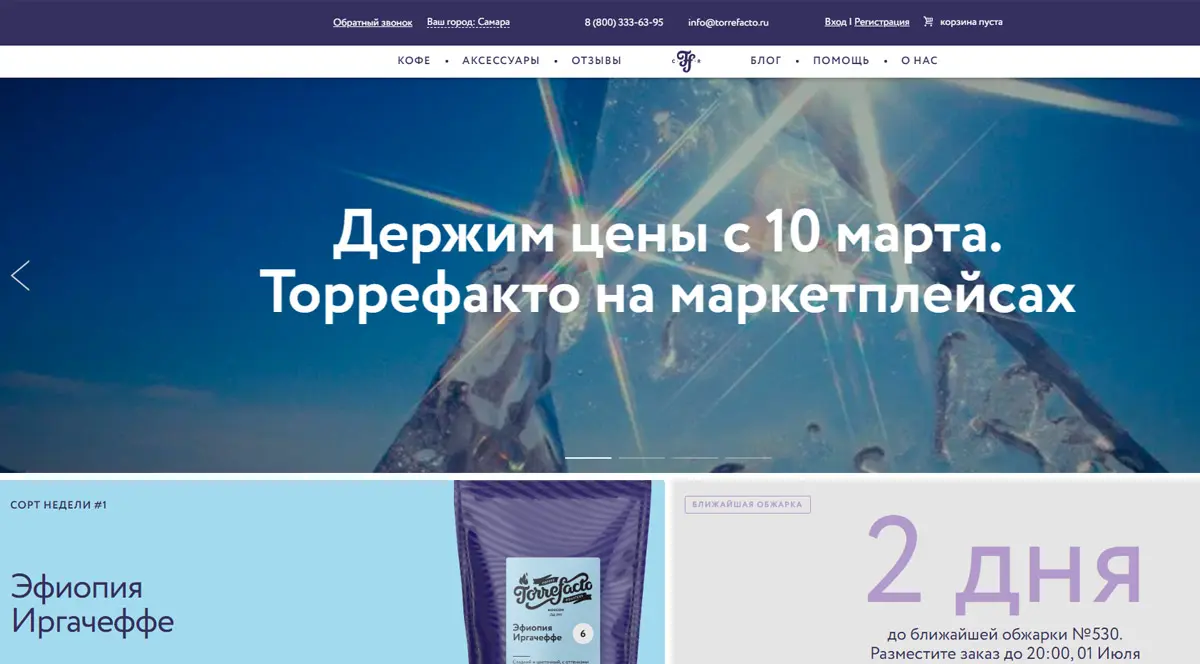 Обратный звонок Ваш город: Самара 8 (800) 333-63-95 info@torrefacto.ru Вход | Регистрация корзина пуста
КОФЕ • АКСЕССУАРЫ • ОТЗЫВЫ Tf БЛОГ • ПОМОЩЬ • О НАС
Держим цены с 10 марта.
Торрефакто на маркетплейсах
СОРТ НЕДЕЛИ #1
Эфиопия
Иргачеффе
Torrefacto
Эфиопия
Иргачеффе
6
БЛИЖАЙШАЯ ОБЖАРКА
2 дня
до ближайшей обжарки №530.
Разместите заказ до 20:00, 01 Июля